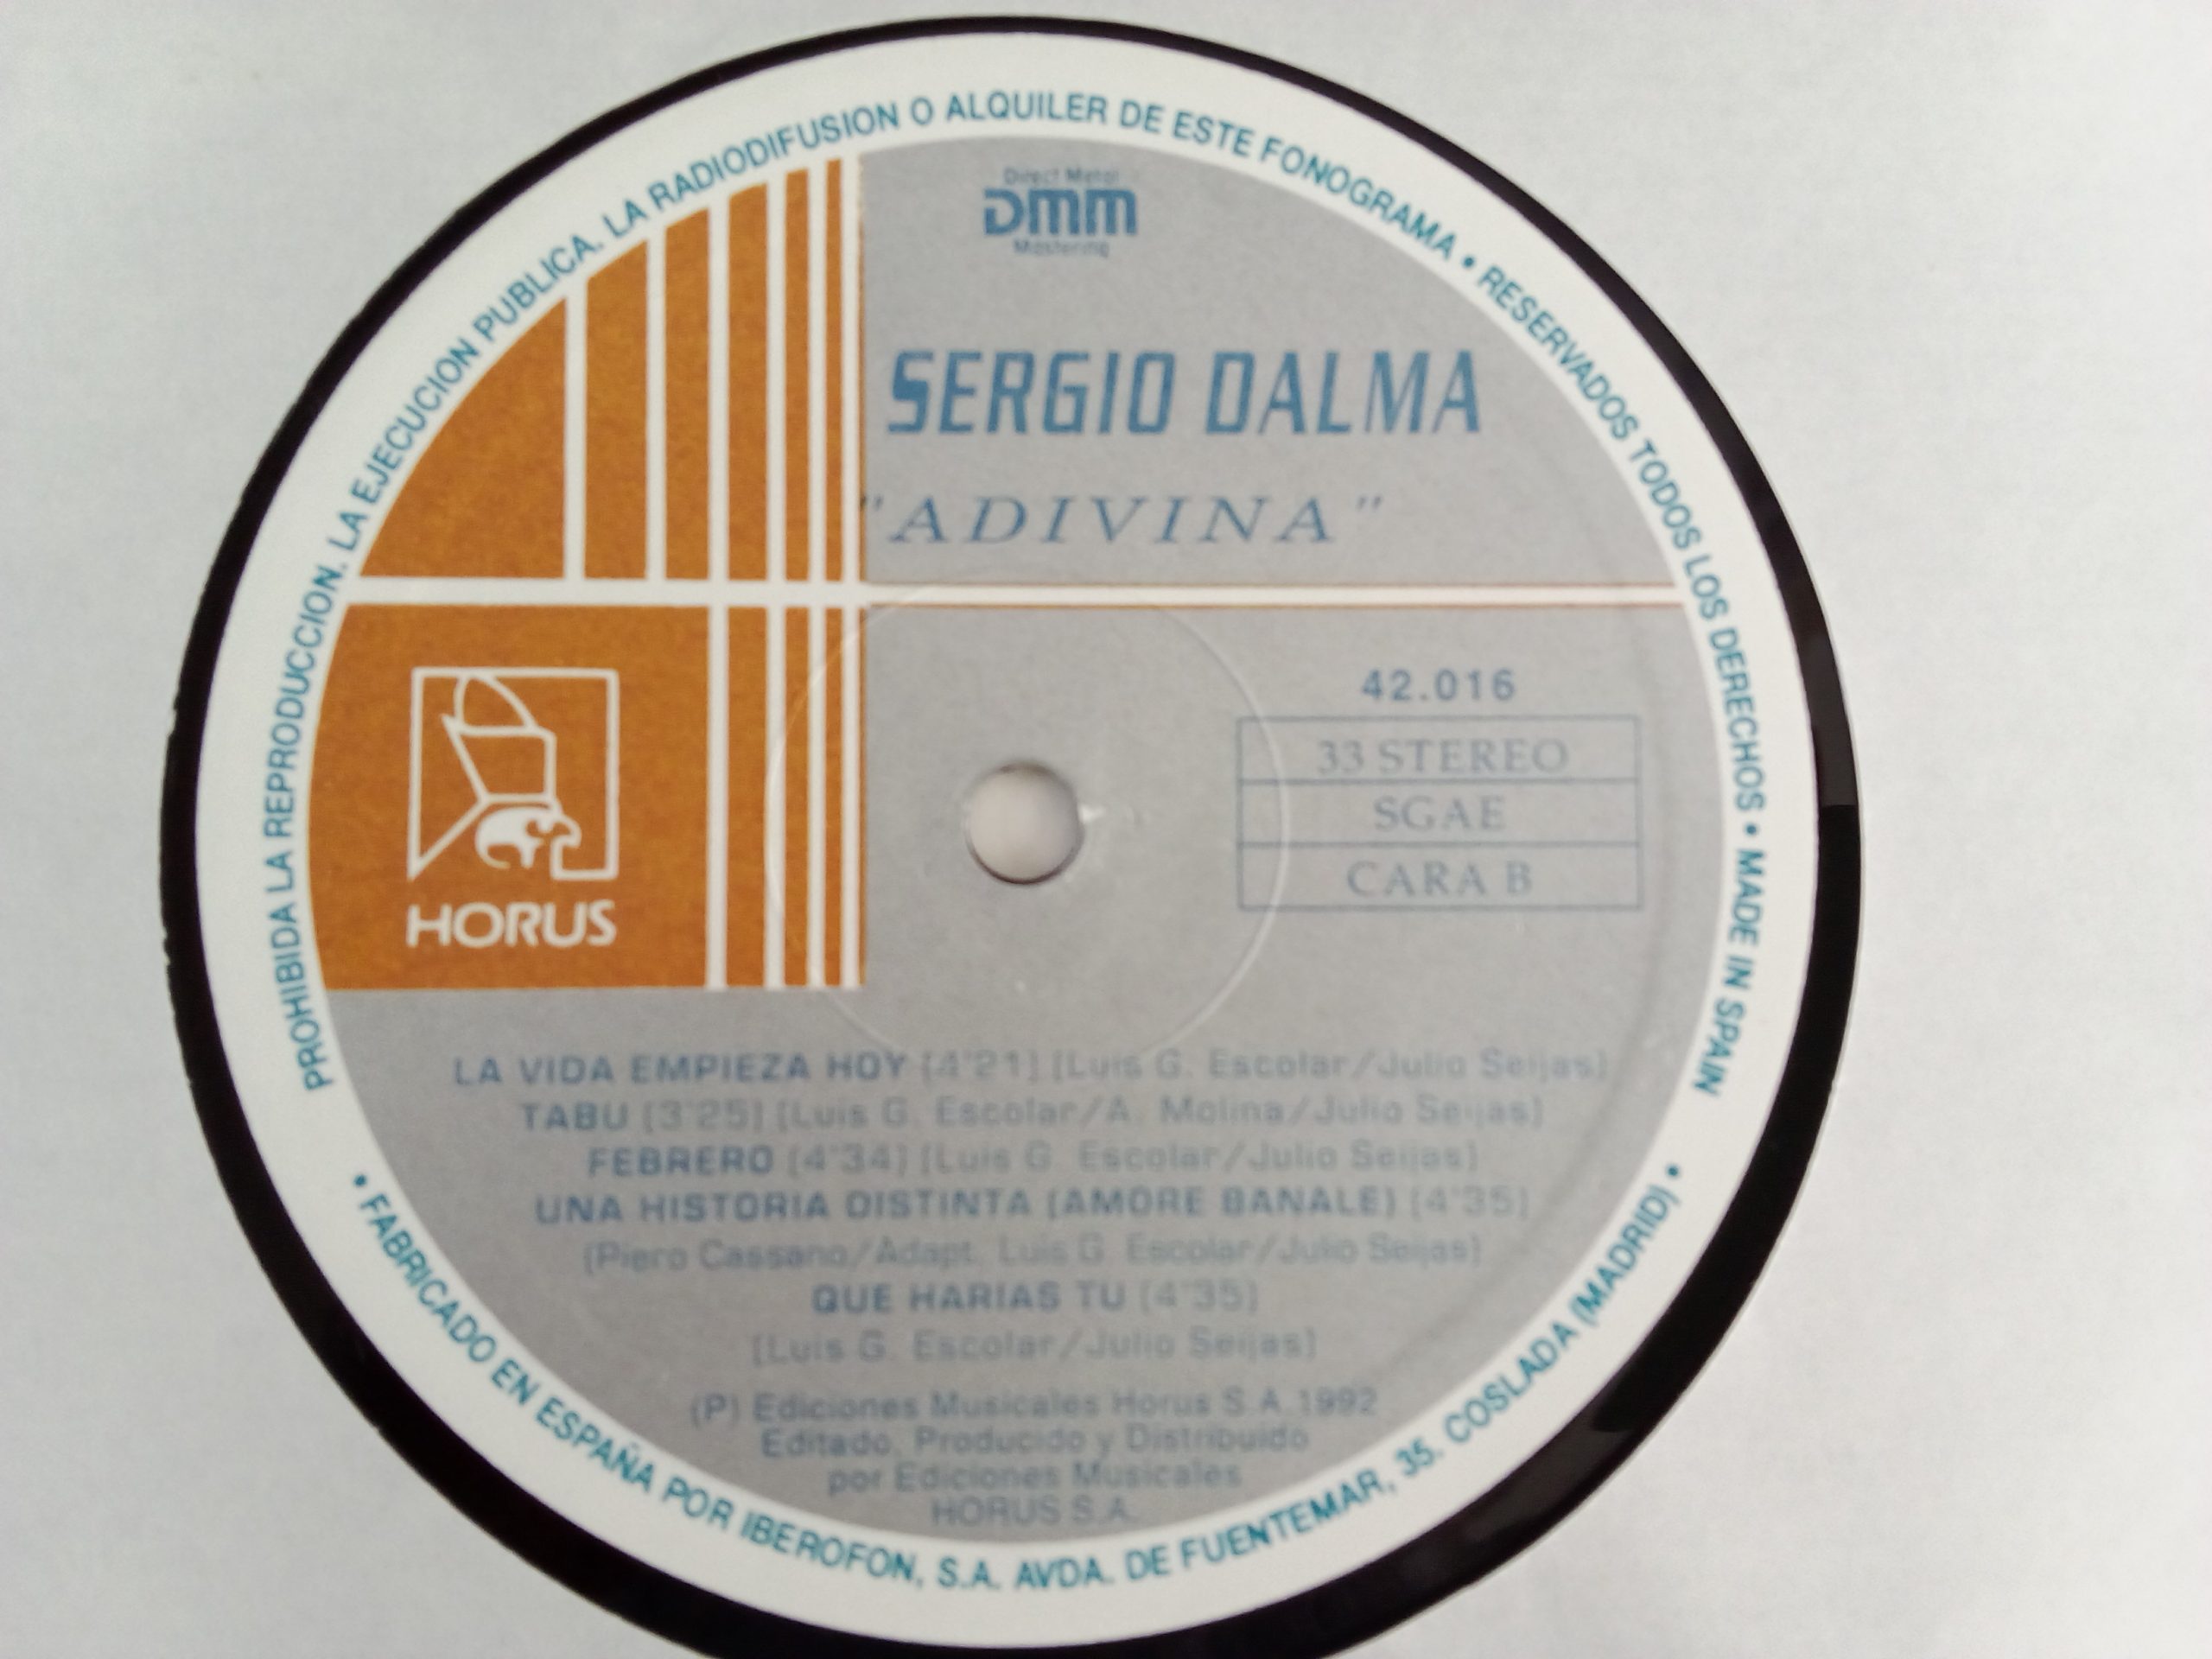 PROHIBIDA LA REPRODUCCION. LA EJECUCION PUBLICA. LA RADIODIFUSION O ALQUILER DE ESTE FONOGRAMA • RESERVADOS TODOS LOS DERECHOS • MADE IN SPAIN
Direct Metal
DMM
Mastering
SERGIO DALMA
"ADIVINA"
42.016
33 STEREO
SGAE
CARA B
HORUS
LA VIDA EMPIEZA HOY (4'21) (Luis G. Escolar/Julio Seijas)
TABU (3'25) (Luis G. Escolar/A. Molina/Julio Seijas)
FEBRERO (4'34) (Luis G. Escolar/Julio Seijas)
UNA HISTORIA DISTINTA (AMORE BANALE) (4'35)
(Piero Cassano/Adapt. Luis G. Escolar/Julio Seijas)
QUE HARIAS TU (4'35)
(Luis G. Escolar/Julio Seijas)
(P) Ediciones Musicales Horus S.A. 1992
Editado, Producido y Distribuido
por Ediciones Musicales
HORUS S.A.
• FABRICADO EN ESPAÑA POR IBEROFON, S.A. AVDA. DE FUENTEMAR, 35. COSLADA (MADRID) •